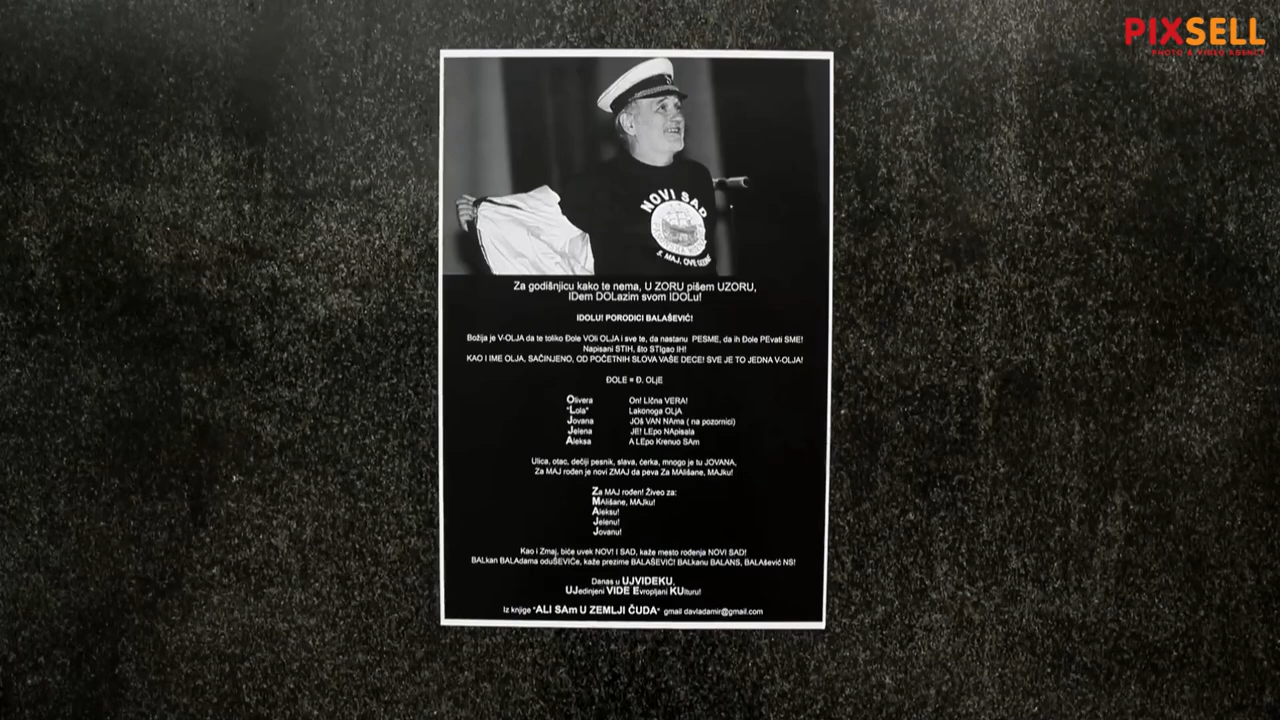 PIXSELL
PHOTO & VIDEO AGENCY
NOVI SAD
5. MAJ. OVE GODINE
Za godišnjicu kako te nema, U ZORU pišem UZORU,
IDem DOLazim svom IDOLu!
IDOLU! PORODICI BALAŠEVIĆ!
Božija je V-OLJA da te toliko Đole VOli OLJA i sve te, da nastanu PESME, da ih Đole PEvati SME!
Napisani STIH, što STIgao IH!
KAO I IME OLJA, SAČINJENO, OD POČETNIH SLOVA VAŠE DECE! SVE JE TO JEDNA V-OLJA!
ĐOLE = Đ. OLjE
Olivera On! Lična VERA!
"Lola" Lakonoga OLjA
Jovana JOš VAN NAma ( na pozornici)
Jelena JE! LEpo NApisala
Aleksa A LEpo Krenuo SAm
Ulica, otac, dečiji pesnik, slava, ćerka, mnogo je tu JOVANA,
Za MAJ rođen je novi ZMAJ da peva Za MAlišane, MAJku!
Za MAJ rođen! Živeo za:
MAlišane, MAJku!
Aleksu!
Jelenu!
Jovanu!
Kao i Zmaj, biće uvek NOV! I SAD, kaže mesto rođenja NOVI SAD!
BALkan BALAdama oduŠEVIĆe, kaže prezime BALAŠEVIĆ! BALkanu BALANS, BALAšević NS!
Danas u UJVIDEKU,
UJedinjeni VIDE Evropljani KUlturu!
Iz knjige "ALI SAm U ZEMLJI ČUDA" gmail davladamir@gmail.com